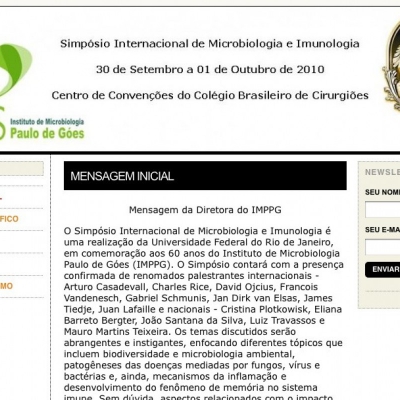 Simpósio Internacional de Microbiologia e Imunologia
30 de Setembro a 01 de Outubro de 2010
Centro de Convenções do Colégio Brasileiro de Cirurgiões
Instituto de Microbiologia
Paulo de Góes
FICO
MO
MENSAGEM INICIAL
Mensagem da Diretora do IMPPG
O Simpósio Internacional de Microbiologia e Imunologia é
uma realização da Universidade Federal do Rio de Janeiro,
em comemoração aos 60 anos do Instituto de Microbiologia
Paulo de Góes (IMPPG). O Simpósio contará com a presença
confirmada de renomados palestrantes internacionais -
Arturo Casadevall, Charles Rice, David Ojcius, Francois
Vandenesch, Gabriel Schmunis, Jan Dirk van Elsas, James
Tiedje, Juan Lafaille e nacionais - Cristina Plotkowisk, Eliana
Barreto Bergter, João Santana da Silva, Luiz Travassos e
Mauro Martins Teixeira. Os temas discutidos serão
abrangentes e instigantes, enfocando diferentes tópicos que
incluem biodiversidade e microbiologia ambiental,
patogêneses das doenças mediadas por fungos, vírus e
bactérias e, ainda, mecanismos da inflamação e
desenvolvimento do fenômeno de memória no sistema
imune. Sem dúvida, aspectos relacionados com o impacto
NEWSLE
SEU NOM
SEU E-MA
ENVIAR